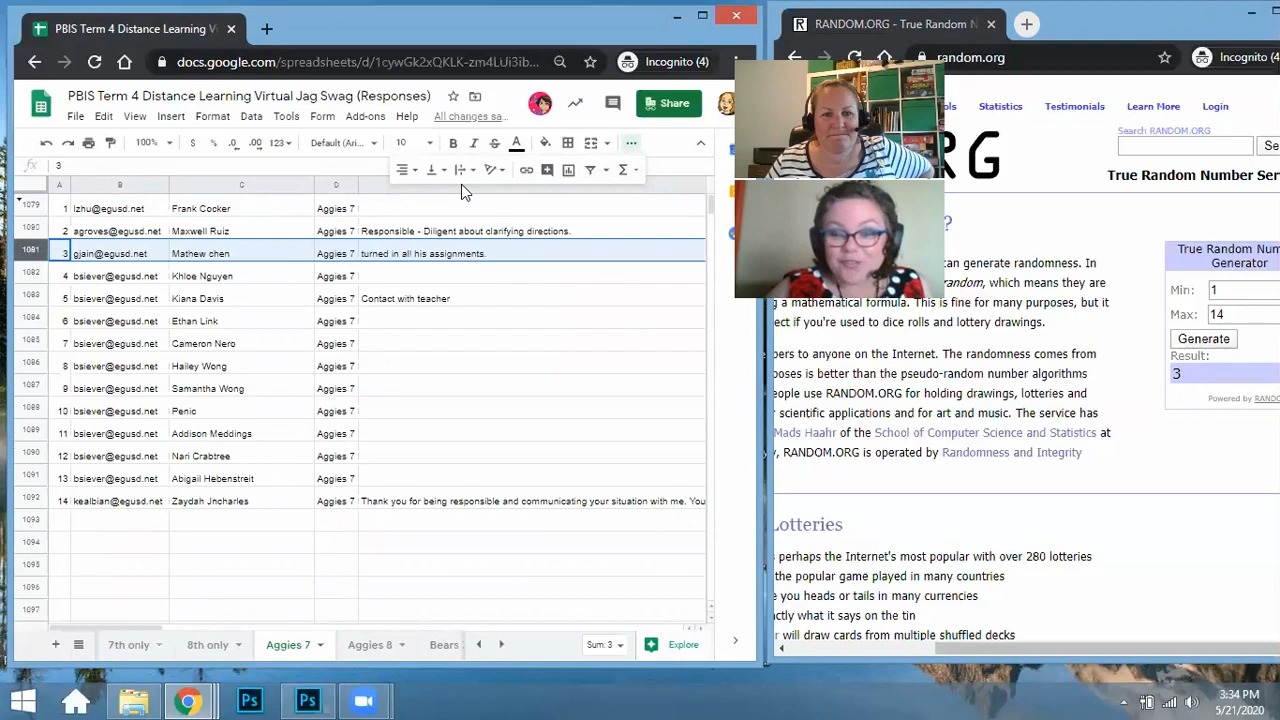 PBIS Term 4 Distance Learning V
docs.google.com/spreadsheets/d/1cywGk2xQKLK-zm4LUi3ib...
Incognito (4)
PBIS Term 4 Distance Learning Virtual Jag Swag (Responses)
File Edit View Insert Format Data Tools Form Add-ons Help All changes sa...
Share
100% $ % .0 .00 123 Default (Ari... 10 B I S A
fx 3
1079 1 lzhu@egusd.net Frank Cocker Aggies 7
1080 2 agroves@egusd.net Maxwell Ruiz Aggies 7 Responsible - Diligent about clarifying directions.
1081 3 gjain@egusd.net Mathew chen Aggies 7 turned in all his assignments.
1082 4 bsiever@egusd.net Khloe Nguyen Aggies 7
1083 5 bsiever@egusd.net Kiana Davis Aggies 7 Contact with teacher
1084 6 bsiever@egusd.net Ethan Link Aggies 7
1085 7 bsiever@egusd.net Cameron Nero Aggies 7
1086 8 bsiever@egusd.net Hailey Wong Aggies 7
1087 9 bsiever@egusd.net Samantha Wong Aggies 7
1088 10 bsiever@egusd.net Penic Aggies 7
1089 11 bsiever@egusd.net Addison Meddings Aggies 7
1090 12 bsiever@egusd.net Nari Crabtree Aggies 7
1091 13 bsiever@egusd.net Abigail Hebenstreit Aggies 7
1092 14 kealbian@egusd.net Zaydah Jncharles Aggies 7 Thank you for being responsible and communicating your situation with me. You
1093
1094
1095
1096
1097
7th only 8th only Aggies 7 Aggies 8 Bears Sum: 3 Explore
RANDOM.ORG - True Random N
random.org
Incognito (4)
ols Statistics Testimonials Learn More Login
Search RANDOM.ORG
Se
RG
True Random Number Ser
?
can generate randomness. In
random, which means they are
g a mathematical formula. This is fine for many purposes, but it
ect if you're used to dice rolls and lottery drawings.
True Random Num
Generator
Min: 1
Max: 14
Generate
Result:
3
Powered by RANDO
pers to anyone on the Internet. The randomness comes from
poses is better than the pseudo-random number algorithms
eople use RANDOM.ORG for holding drawings, lotteries and
r scientific applications and for art and music. The service has
Mads Haahr of the School of Computer Science and Statistics at
y, RANDOM.ORG is operated by Randomness and Integrity
Lotteries
s perhaps the Internet's most popular with over 280 lotteries
the popular game played in many countries
e you heads or tails in many currencies
actly what it says on the tin
r will draw cards from multiple shuffled decks
Ps Ps
3:34 PM
5/21/2020